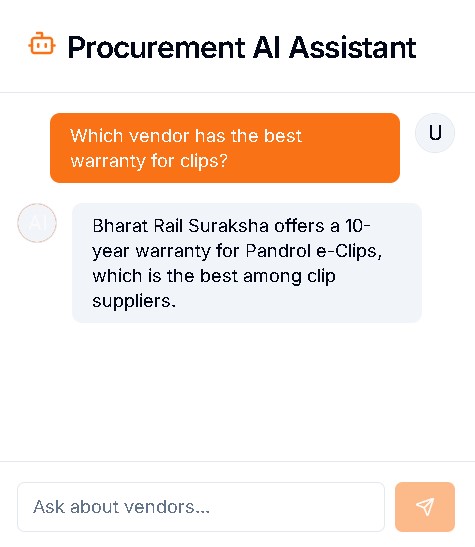 Procurement AI Assistant
Which vendor has the best
warranty for clips?
U
AI
Bharat Rail Suraksha offers a 10-
year warranty for Pandrol e-Clips,
which is the best among clip
suppliers.
Ask about vendors...